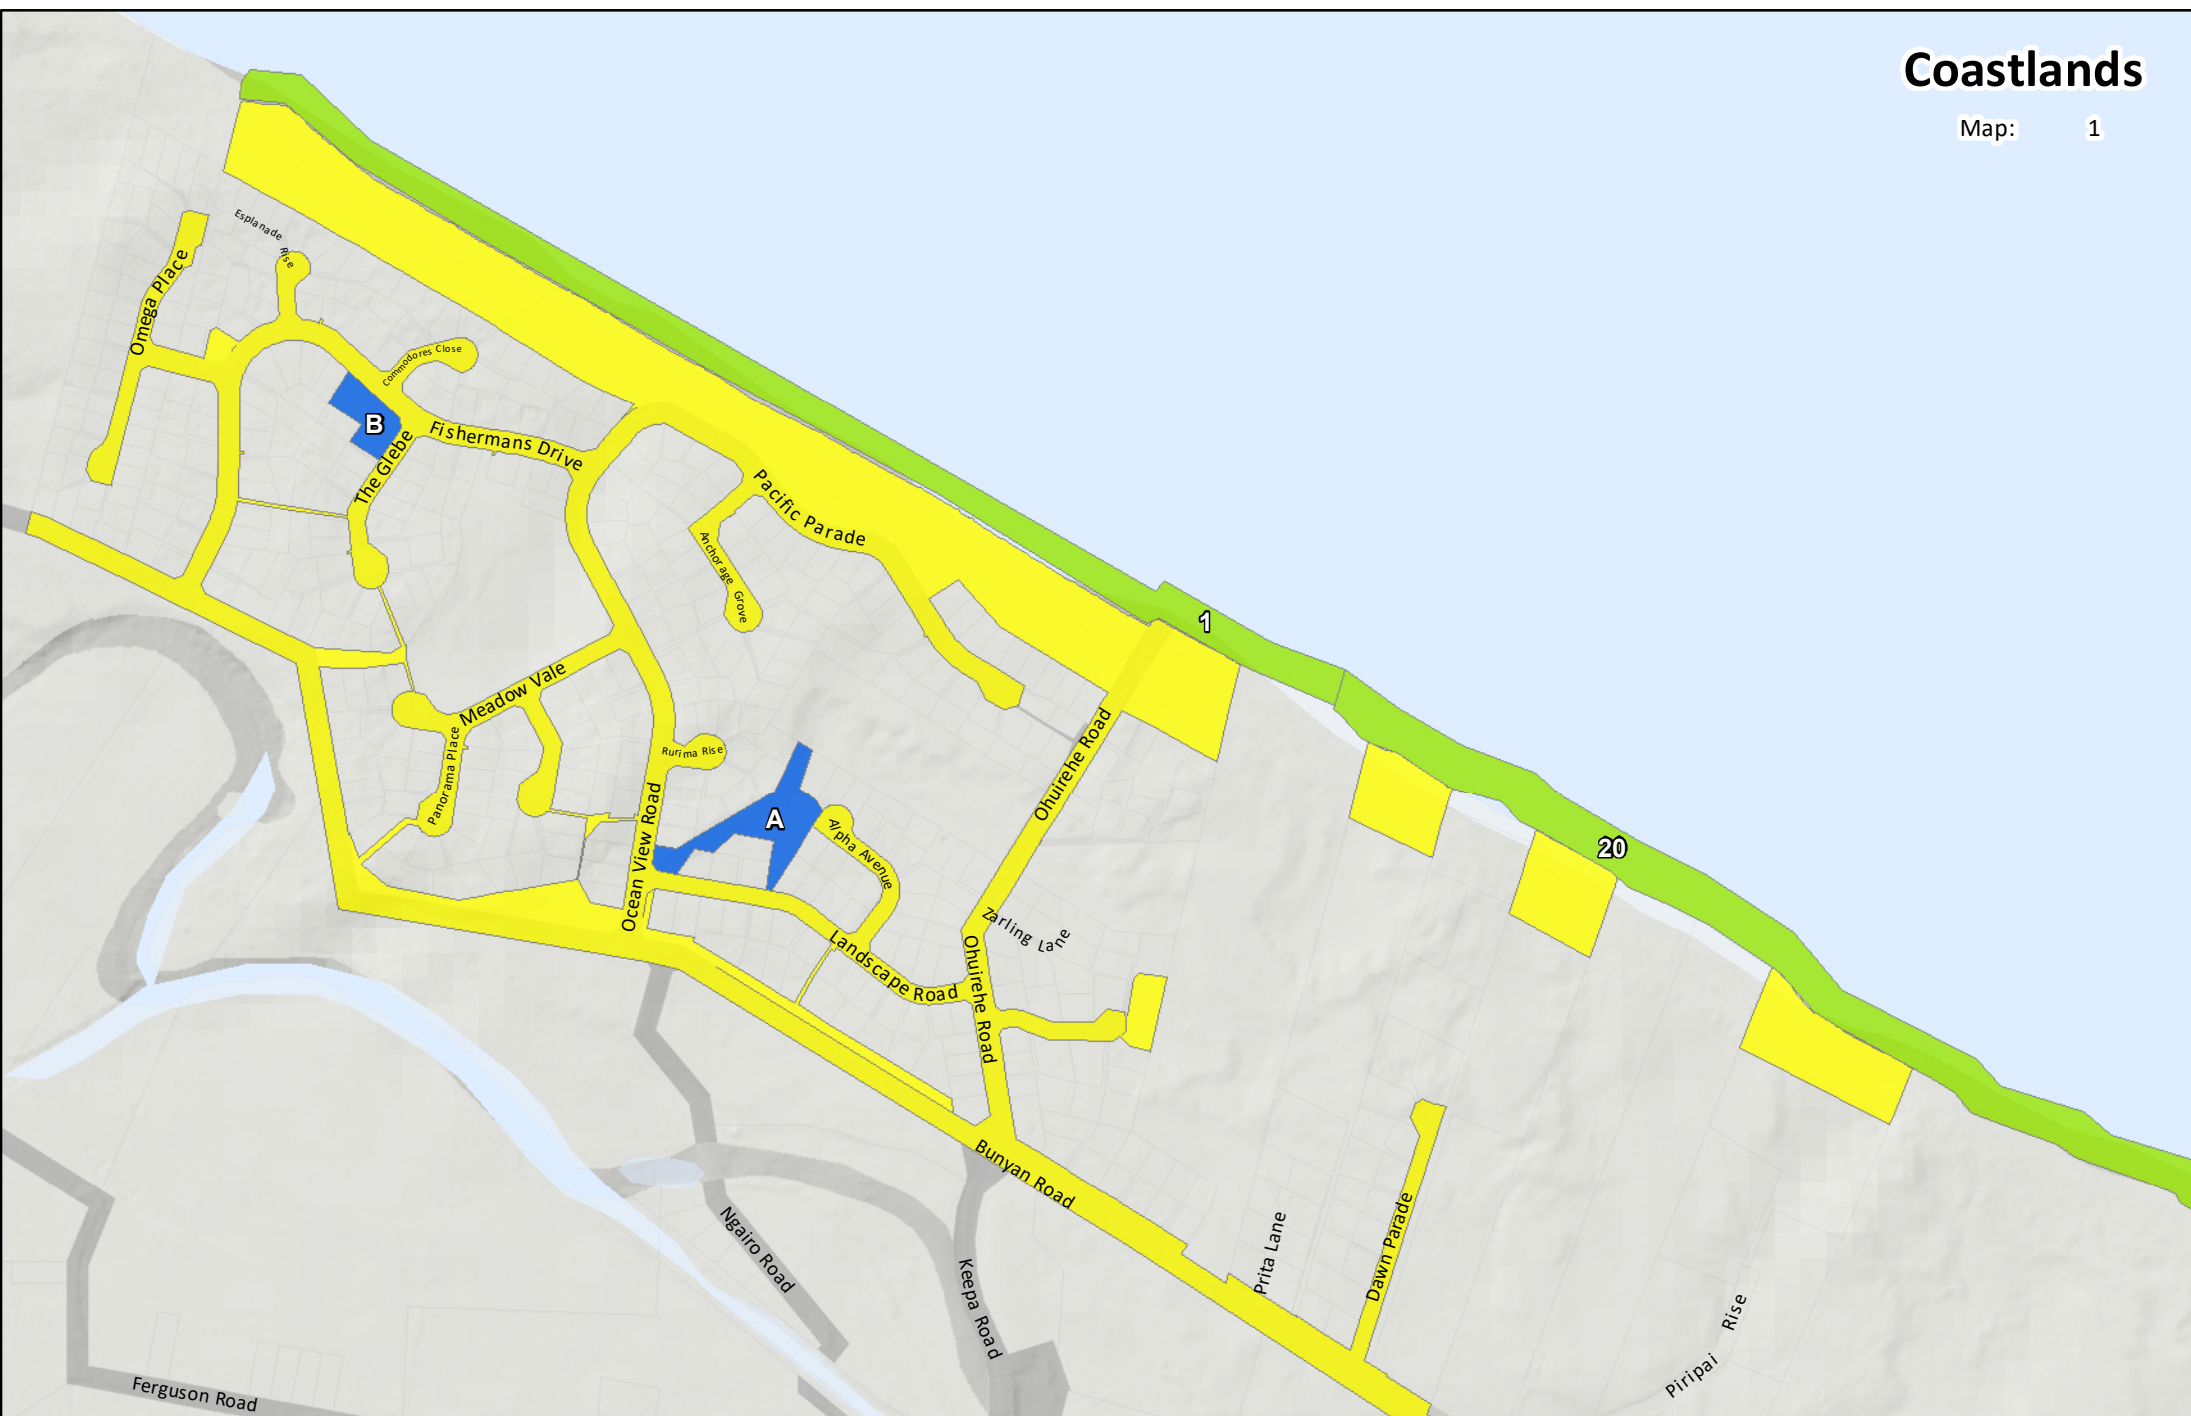 Coastlands
Map: 1
Esplanade Rise
Omega Place
Commodores Close
B
Fishermans Drive
The Glebe
Pacific Parade
Anchorage Grove
1
Meadow Vale
Panorama Place
Rurima Rise
Ohuirehe Road
Ocean View Road
A
Alpha Avenue
20
Zarling Lane
Landscape Road
Ohuirehe Road
Bunyan Road
Ngairo Road
Keepa Road
Prita Lane
Dawn Parade
Piripai Rise
Ferguson Road